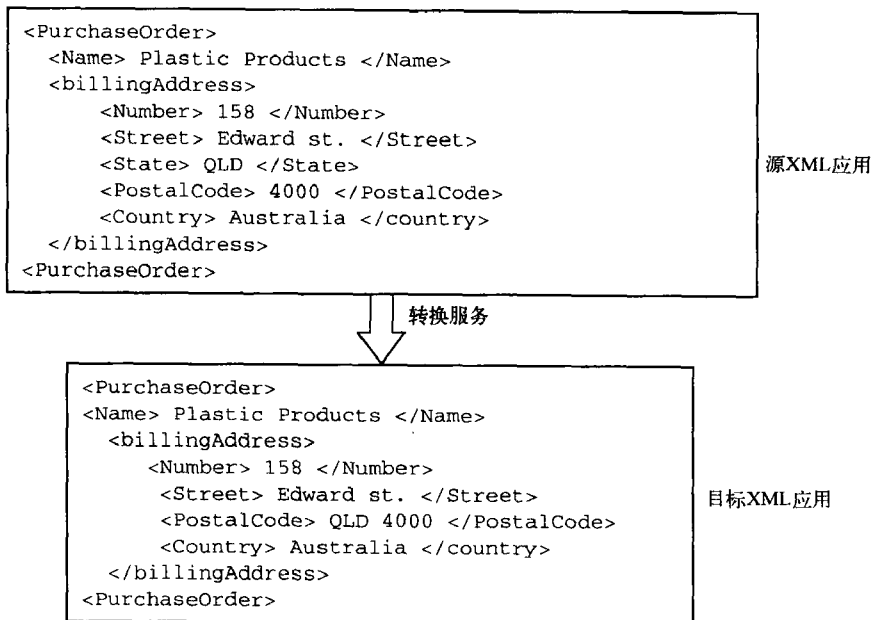 <PurchaseOrder>
<Name> Plastic Products </Name>
<billingAddress>
<Number> 158 </Number>
<Street> Edward st. </Street>
<State> QLD </State>
<PostalCode> 4000 </PostalCode>
<Country> Australia </country>
</billingAddress>
<PurchaseOrder>
源XML应用
转换服务
<PurchaseOrder>
<Name> Plastic Products </Name>
<billingAddress>
<Number> 158 </Number>
<Street> Edward st. </Street>
<PostalCode> QLD 4000 </PostalCode>
<Country> Australia </country>
</billingAddress>
<PurchaseOrder>
目标XML应用